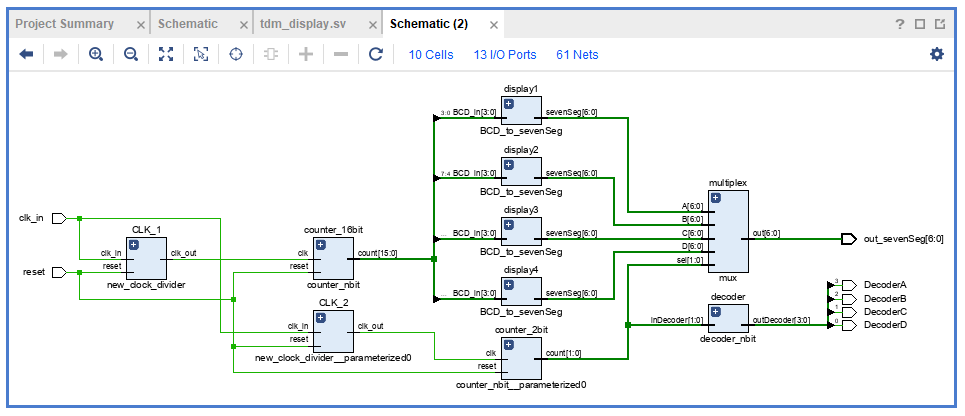 Project Summary × Schematic × tdm_display.sv × Schematic (2) × ?
10 Cells 13 I/O Ports 61 Nets
display1
3:0 BCD_in[3:0] sevenSeg[6:0]
BCD_to_sevenSeg
display2
7:4 BCD_in[3:0] sevenSeg[6:0]
BCD_to_sevenSeg
display3
... BCD_in[3:0] sevenSeg[6:0]
BCD_to_sevenSeg
display4
... BCD_in[3:0] sevenSeg[6:0]
BCD_to_sevenSeg
multiplex
A[6:0]
B[6:0]
C[6:0]
D[6:0]
sel[1:0]
out[6:0]
mux
out_sevenSeg[6:0]
clk_in
reset
CLK_1
clk_in clk_out
reset
new_clock_divider
counter_16bit
clk count[15:0]
reset
counter_nbit
CLK_2
clk_in clk_out
reset
new_clock_divider__parameterized0
counter_2bit
clk count[1:0]
reset
counter_nbit__parameterized0
decoder
inDecoder[1:0] outDecoder[3:0]
decoder_nbit
3 DecoderA
2 DecoderB
1 DecoderC
0 DecoderD